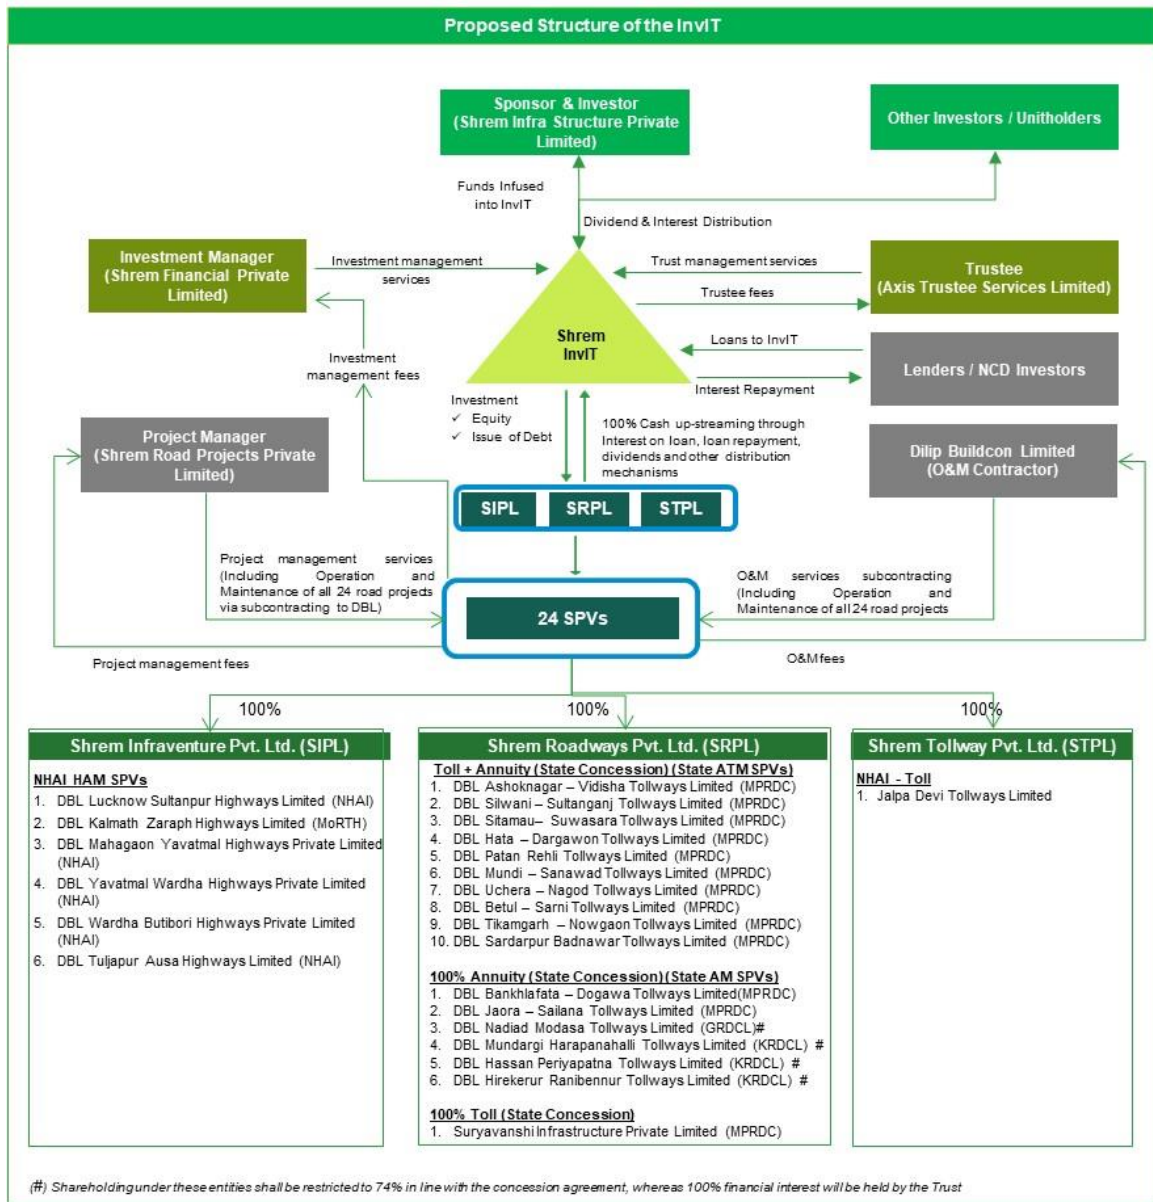 Proposed Structure of the InvIT
Sponsor & Investor
(Shrem Infra Structure Private
Limited)
Other Investors / Unitholders
Funds Infused
into InvIT
Dividend & Interest Distribution
Investment Manager
(Shrem Financial Private
Limited)
Investment management
services
Trust management services
Trustee fees
Trustee
(Axis Trustee Services Limited)
Shrem
InvIT
Loans to InvIT
Interest Repayment
Lenders / NCD Investors
Investment
management fees
Investment
✓ Equity
✓ Issue of Debt
100% Cash up-streaming through
Interest on loan, loan repayment,
dividends and other distribution
mechanisms
Project Manager
(Shrem Road Projects Private
Limited)
Dilip Buildcon Limited
(O&M Contractor)
SIPL
SRPL
STPL
Project management services
(Including Operation and
Maintenance of all 24 road projects
via subcontracting to DBL)
O&M services subcontracting
(Including Operation and
Maintenance of all 24 road projects
24 SPVs
Project management fees
O&M fees
100%
100%
100%
Shrem Infraventure Pvt. Ltd. (SIPL)
NHAI HAM SPVs
1. DBL Lucknow Sultanpur Highways Limited (NHAI)
2. DBL Kalmath Zaraph Highways Limited (MoRTH)
3. DBL Mahagaon Yavatmal Highways Private Limited
(NHAI)
4. DBL Yavatmal Wardha Highways Private Limited
(NHAI)
5. DBL Wardha Butibori Highways Private Limited
(NHAI)
6. DBL Tuljapur Ausa Highways Limited (NHAI)
Shrem Roadways Pvt. Ltd. (SRPL)
Toll + Annuity (State Concession) (State ATM SPVs)
1. DBL Ashoknagar – Vidisha Tollways Limited (MPRDC)
2. DBL Silwani – Sultanganj Tollways Limited (MPRDC)
3. DBL Sitamau– Suwasara Tollways Limited (MPRDC)
4. DBL Hata – Dargawon Tollways Limited (MPRDC)
5. DBL Patan Rehli Tollways Limited (MPRDC)
6. DBL Mundi – Sanawad Tollways Limited (MPRDC)
7. DBL Uchera – Nagod Tollways Limited (MPRDC)
8. DBL Betul – Sarni Tollways Limited (MPRDC)
9. DBL Tikamgarh – Nowgaon Tollways Limited (MPRDC)
10. DBL Sardarpur Badnawar Tollways Limited (MPRDC)
100% Annuity (State Concession) (State AM SPVs)
1. DBL Bankhlafata – Dogawa Tollways Limited(MPRDC)
2. DBL Jaora – Sailana Tollways Limited (MPRDC)
3. DBL Nadiad Modasa Tollways Limited (GRDCL)#
4. DBL Mundargi Harapanahalli Tollways Limited (KRDCL) #
5. DBL Hassan Periyapatna Tollways Limited (KRDCL) #
6. DBL Hirekerur Ranibennur Tollways Limited (KRDCL) #
100% Toll (State Concession)
1. Suryavanshi Infrastructure Private Limited (MPRDC)
Shrem Tollway Pvt. Ltd. (STPL)
NHAI - Toll
1. Jalpa Devi Tollways Limited
(#) Shareholding under these entities shall be restricted to 74% in line with the concession agreement, whereas 100% financial interest will be held by the Trust